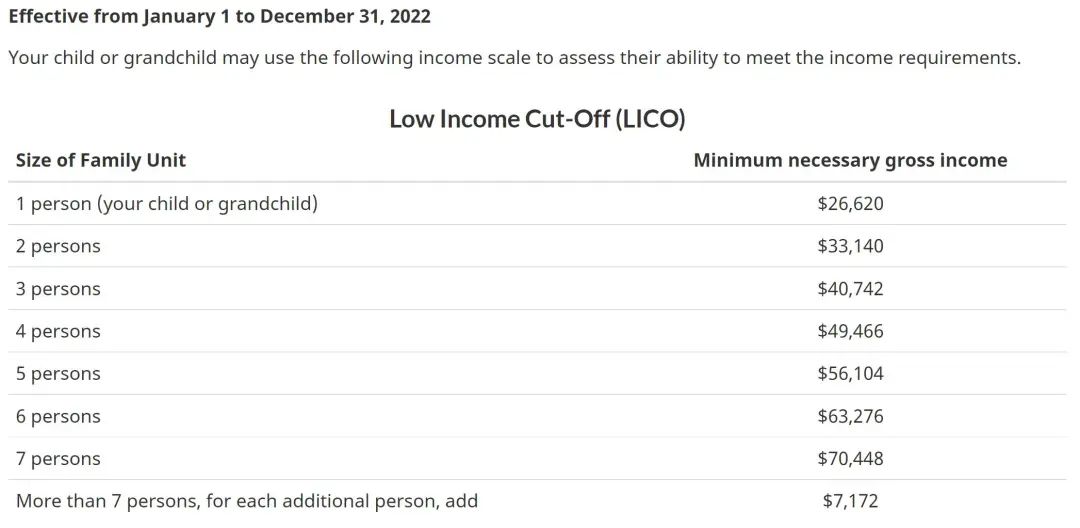 Effective from January 1 to December 31, 2022
Your child or grandchild may use the following income scale to assess their ability to meet the income requirements.
Low Income Cut-Off (LICO)
Size of Family Unit Minimum necessary gross income
1 person (your child or grandchild) $26,620
2 persons $33,140
3 persons $40,742
4 persons $49,466
5 persons $56,104
6 persons $63,276
7 persons $70,448
More than 7 persons, for each additional person, add $7,172